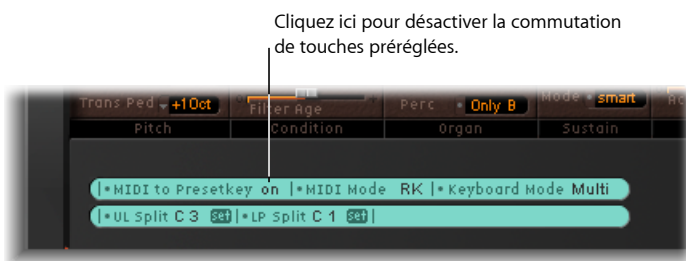 Cliquez ici pour désactiver la commutation
de touches préréglées.
Trans Ped +1Oct Filter Age Perc Only B Mode smart
Pitch Condition Organ Sustain
MIDI to Presetkey on MIDI Mode RK Keyboard Mode Multi
UL Split C 3 set LP Split C 1 set